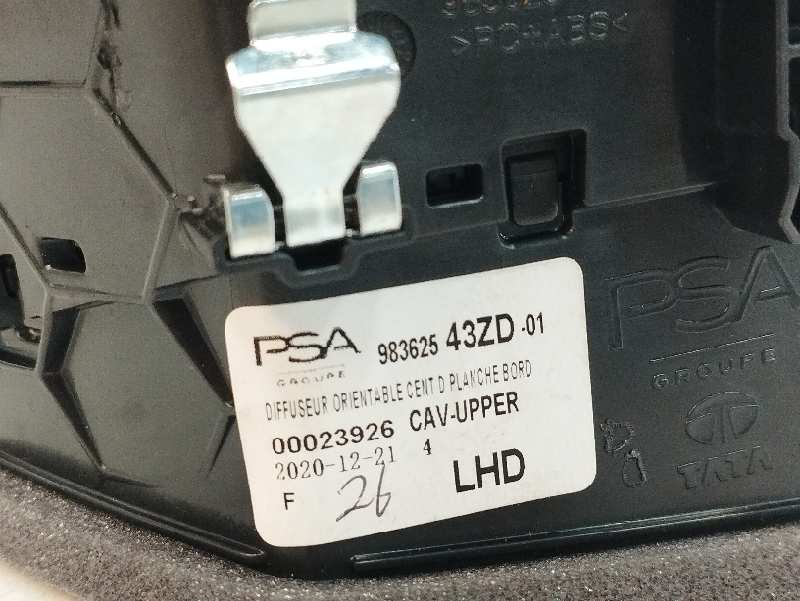 >PC+ABS<
PSA
GROUPE
983625 43ZD -01
DIFFUSEUR ORIENTABLE CENT D PLANCHE BORD
00023926 CAV-UPPER
2020-12-21 4
F 26 LHD
PSA
GROUPE
TATA